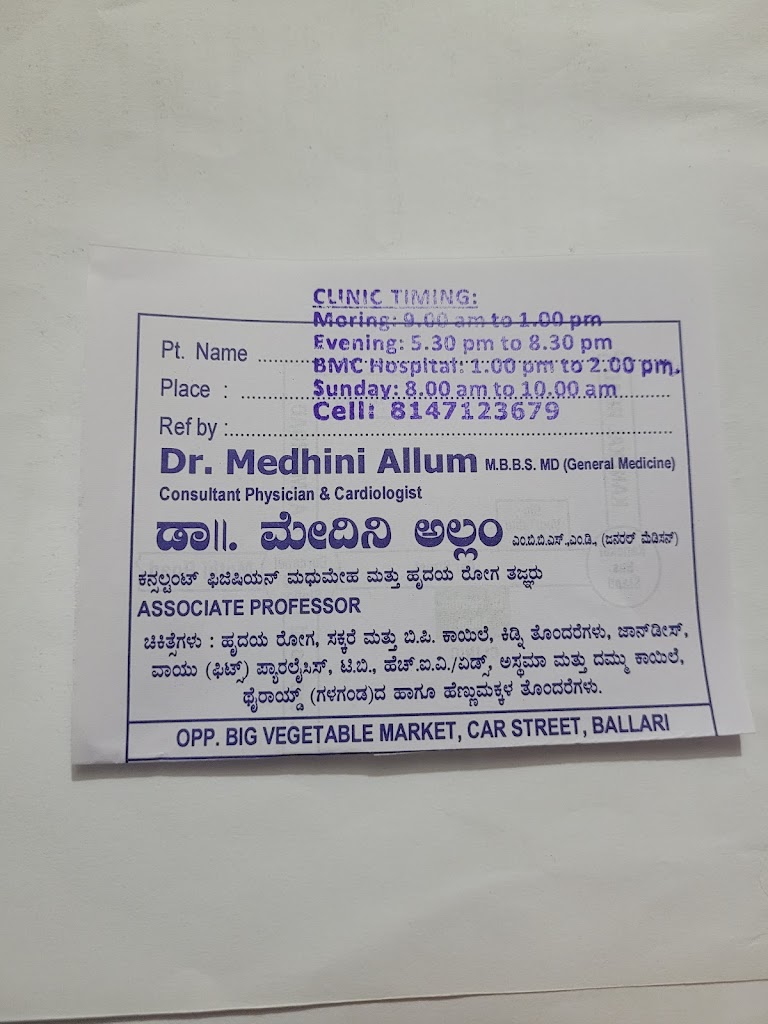 CLINIC TIMING:
Moring: 9.00 am to 1.00 pm
Evening: 5.30 pm to 8.30 pm
Pt. Name ..........
BMC Hospital: 1:00 pm to 2:00 pm.
Place : ..........
Sunday: 8.00 am to 10.00 am
Cell: 8147123679
Ref by :..........
Dr. Medhini Allum M.B.B.S. MD (General Medicine)
Consultant Physician & Cardiologist
ಡಾ॥. ಮೇದಿನಿ ಅಲ್ಲಂ ಎಂ.ಬಿ.ಬಿ.ಎಸ್.,ಎಂ.ಡಿ., (ಜನರಲ್ ಮೆಡಿಸನ್)
ಕನ್ಸಲ್ಟಂಟ್ ಫಿಜಿಷಿಯನ್ ಮಧುಮೇಹ ಮತ್ತು ಹೃದಯ ರೋಗ ತಜ್ಞರು
ASSOCIATE PROFESSOR
ಚಿಕಿತ್ಸೆಗಳು : ಹೃದಯ ರೋಗ, ಸಕ್ಕರೆ ಮತ್ತು ಬಿ.ಪಿ. ಕಾಯಿಲೆ, ಕಿಡ್ನಿ ತೊಂದರೆಗಳು, ಜಾನ್‌ಡೀಸ್,
ವಾಯು (ಫಿಟ್ಸ್) ಪ್ಯಾರಲೈಸಿಸ್, ಟಿ.ಬಿ., ಹೆಚ್.ಐ.ವಿ./ಏಡ್ಸ್, ಅಸ್ಥಮಾ ಮತ್ತು ದಮ್ಮು ಕಾಯಿಲೆ,
ಥೈರಾಯ್ಡ್ (ಗಳಗಂಡ)ದ ಹಾಗೂ ಹೆಣ್ಣುಮಕ್ಕಳ ತೊಂದರೆಗಳು.
OPP. BIG VEGETABLE MARKET, CAR STREET, BALLARI